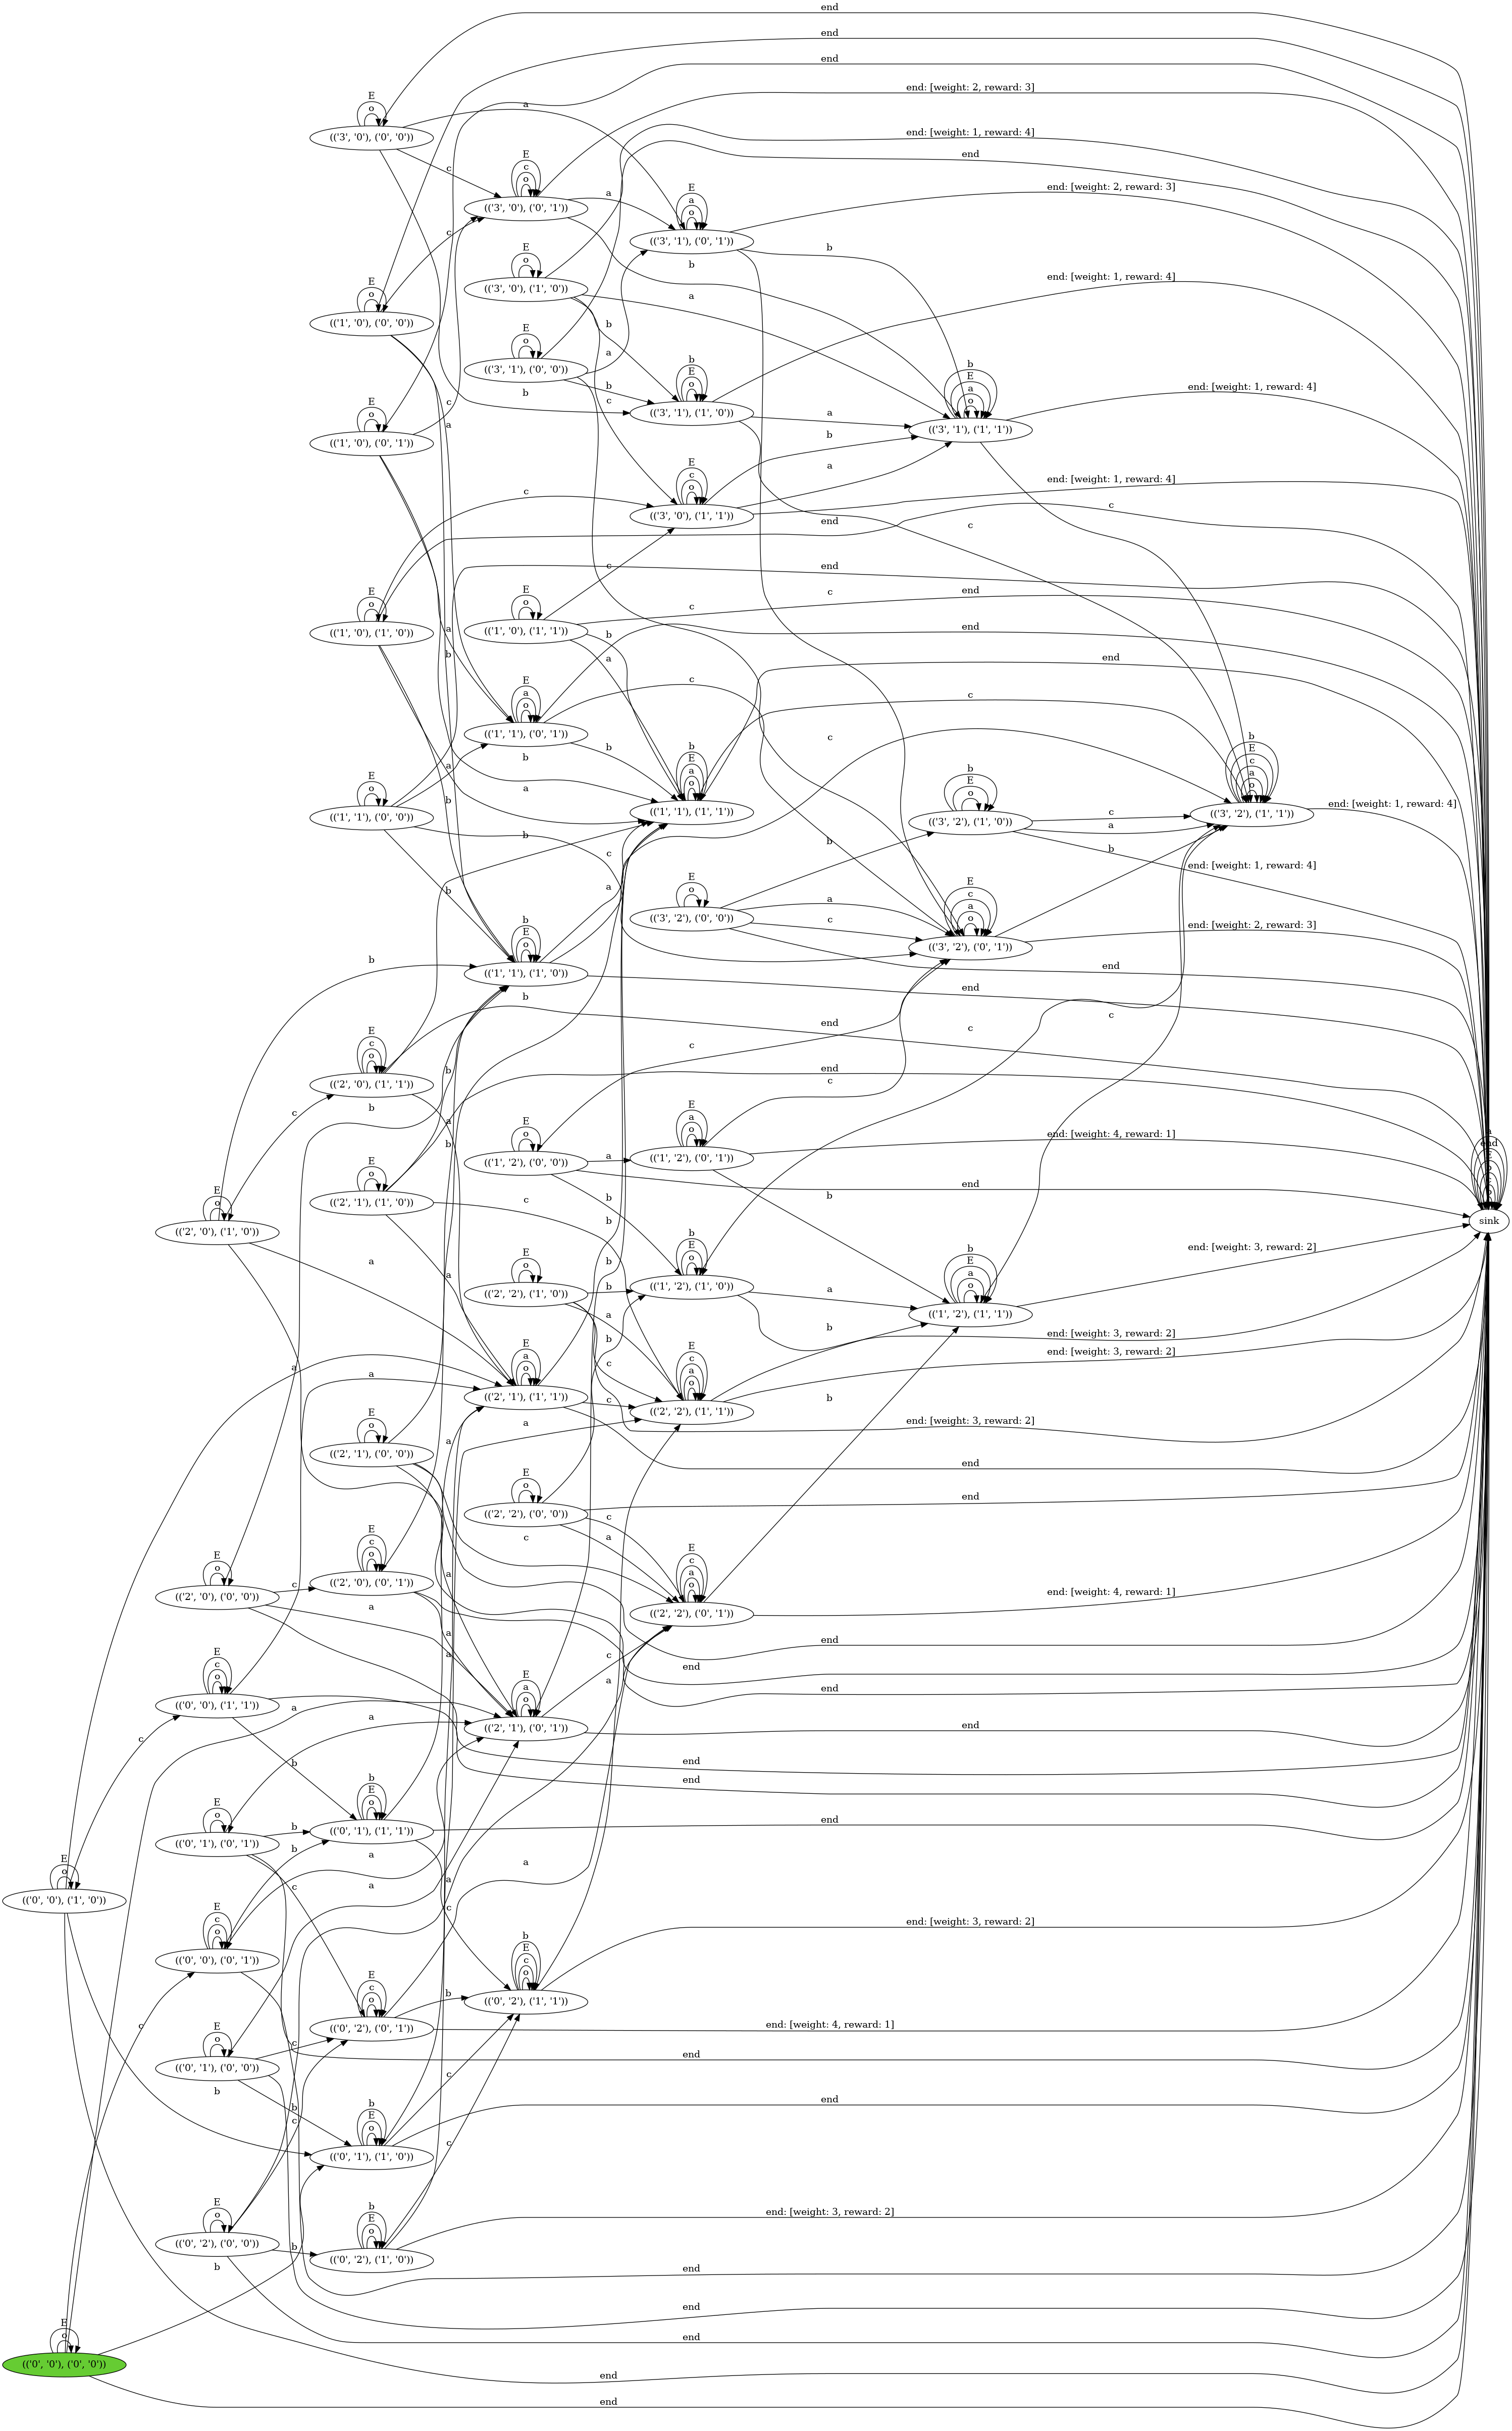 end
end
end
E
o
(('3', '0'), ('0', '0'))
a
end: [weight: 2, reward: 3]
c
E
c
o
(('3', '0'), ('0', '1'))
end: [weight: 1, reward: 4]
end
a
E
a
o
(('3', '1'), ('0', '1'))
end: [weight: 2, reward: 3]
c
E
o
(('3', '0'), ('1', '0'))
b
b
a
end: [weight: 1, reward: 4]
E
o
(('1', '0'), ('0', '0'))
E
o
(('3', '1'), ('0', '0'))
b
a
b
c
b
E
o
(('3', '1'), ('1', '0'))
a
b
E
a
o
(('3', '1'), ('1', '1'))
end: [weight: 1, reward: 4]
b
c
a
E
o
(('1', '0'), ('0', '1'))
b
a
E
c
o
(('3', '0'), ('1', '1'))
end: [weight: 1, reward: 4]
c
end
c
c
E
o
(('1', '0'), ('1', '0'))
c
end
E
o
(('1', '0'), ('1', '1'))
c
c
end
a
b
b
a
end
end
E
a
o
(('1', '1'), ('0', '1'))
c
c
b
b
a
b
a
b
E
a
o
(('1', '1'), ('1', '1'))
c
E
o
(('1', '1'), ('0', '0'))
b
b
c
a
b
E
o
(('3', '2'), ('1', '0'))
c
a
b
b
E
c
a
o
(('3', '2'), ('1', '1'))
end: [weight: 1, reward: 4]
end: [weight: 1, reward: 4]
E
o
(('3', '2'), ('0', '0'))
b
a
c
E
c
a
o
(('3', '2'), ('0', '1'))
end: [weight: 2, reward: 3]
end
b
b
E
o
(('1', '1'), ('1', '0'))
end
b
end
E
c
o
(('2', '0'), ('1', '1'))
c
c
c
c
b
end
b
a
b
E
o
(('1', '2'), ('0', '0'))
a
E
a
o
(('1', '2'), ('0', '1'))
end: [weight: 4, reward: 1]
end
b
b
E
o
(('2', '1'), ('1', '0'))
c
b
b
E
o
(('2', '0'), ('1', '0'))
c
a
a
E
o
(('2', '2'), ('1', '0'))
b
a
b
c
b
E
o
(('1', '2'), ('1', '0'))
a
b
b
E
a
o
(('1', '2'), ('1', '1'))
end: [weight: 3, reward: 2]
end: [weight: 3, reward: 2]
end: [weight: 3, reward: 2]
end
sink
a
a
E
a
o
(('2', '1'), ('1', '1'))
c
E
c
a
o
(('2', '2'), ('1', '1'))
b
end: [weight: 3, reward: 2]
end
E
o
(('2', '1'), ('0', '0'))
a
a
c
E
o
(('2', '2'), ('0', '0'))
end
c
a
E
c
a
o
(('2', '2'), ('0', '1'))
end: [weight: 4, reward: 1]
E
o
(('2', '0'), ('0', '0'))
c
a
E
c
o
(('2', '0'), ('0', '1'))
a
a
a
end
end
end
E
c
o
(('0', '0'), ('1', '1'))
a
a
b
E
a
o
(('2', '1'), ('0', '1'))
c
a
end
end
end
c
E
o
(('0', '1'), ('0', '1'))
b
b
c
b
E
o
(('0', '1'), ('1', '1'))
end
a
a
a
c
a
E
o
(('0', '0'), ('1', '0'))
E
c
o
(('0', '0'), ('0', '1'))
b
E
c
o
(('0', '2'), ('0', '1'))
b
b
E
c
o
(('0', '2'), ('1', '1'))
end: [weight: 3, reward: 2]
end: [weight: 4, reward: 1]
c
E
o
(('0', '1'), ('0', '0'))
c
b
c
end
b
E
o
(('0', '1'), ('1', '0'))
c
end
c
E
o
(('0', '2'), ('0', '0'))
b
b
b
E
o
(('0', '2'), ('1', '0'))
end: [weight: 3, reward: 2]
end
end
end
E
o
(('0', '0'), ('0', '0'))
end
end